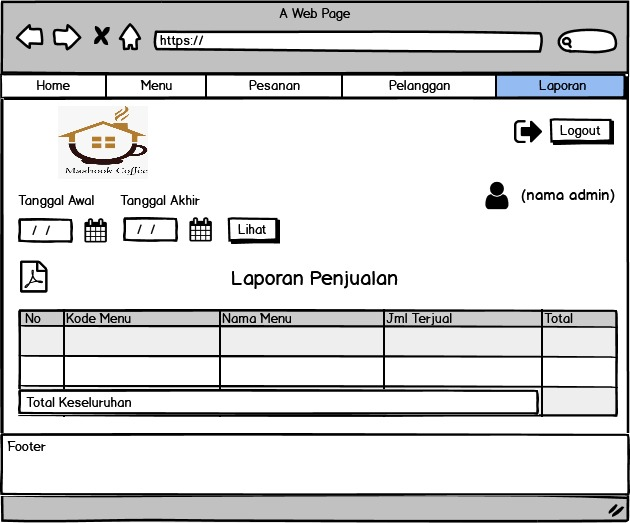 A Web Page
https://
Home Menu Pesanan Pelanggan Laporan
Maabook Coffee
Logout
(nama admin)
Tanggal Awal Tanggal Akhir
/ / / / Lihat
Laporan Penjualan
No Kode Menu Nama Menu Jml Terjual Total
Total Keseluruhan
Footer